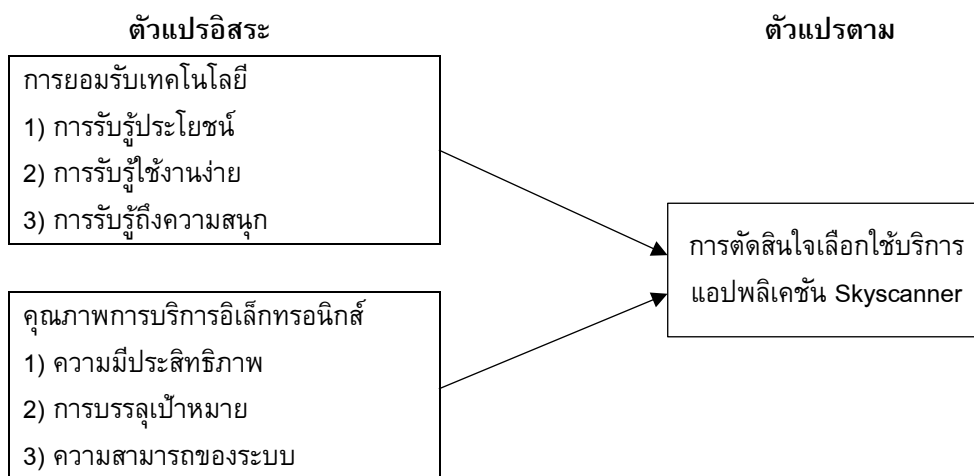 ตัวแปรอิสระ
การยอมรับเทคโนโลยี
1) การรับรู้ประโยชน์
2) การรับรู้ใช้งานง่าย
3) การรับรู้ถึงความสนุก
คุณภาพการบริการอิเล็กทรอนิกส์
1) ความมีประสิทธิภาพ
2) การบรรลุเป้าหมาย
3) ความสามารถของระบบ
ตัวแปรตาม
การตัดสินใจเลือกใช้บริการ
แอปพลิเคชัน Skyscanner